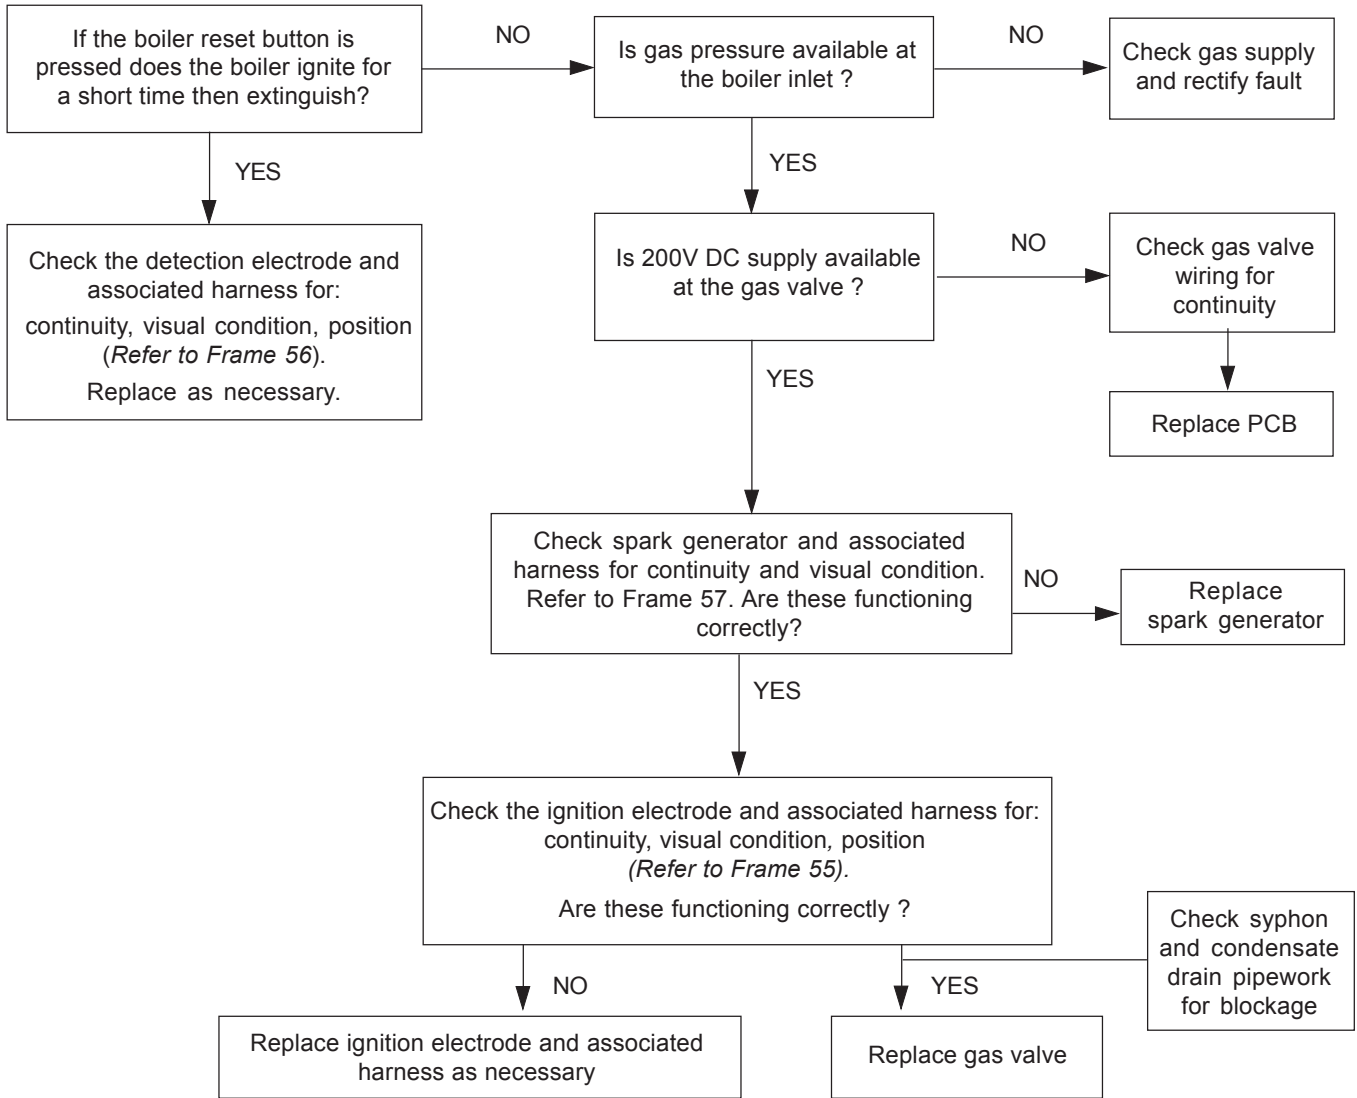 If the boiler reset button is
pressed does the boiler ignite for
a short time then extinguish?
NO
Is gas pressure available at
the boiler inlet ?
NO
Check gas supply
and rectify fault
YES
YES
Check the detection electrode and
associated harness for:
continuity, visual condition, position
(Refer to Frame 56).
Replace as necessary.
Is 200V DC supply available
at the gas valve ?
NO
Check gas valve
wiring for
continuity
YES
Replace PCB
Check spark generator and associated
harness for continuity and visual condition.
Refer to Frame 57. Are these functioning
correctly?
NO
Replace
spark generator
YES
Check the ignition electrode and associated harness for:
continuity, visual condition, position
(Refer to Frame 55).
Are these functioning correctly ?
Check syphon
and condensate
drain pipework
for blockage
NO
YES
Replace ignition electrode and associated
harness as necessary
Replace gas valve